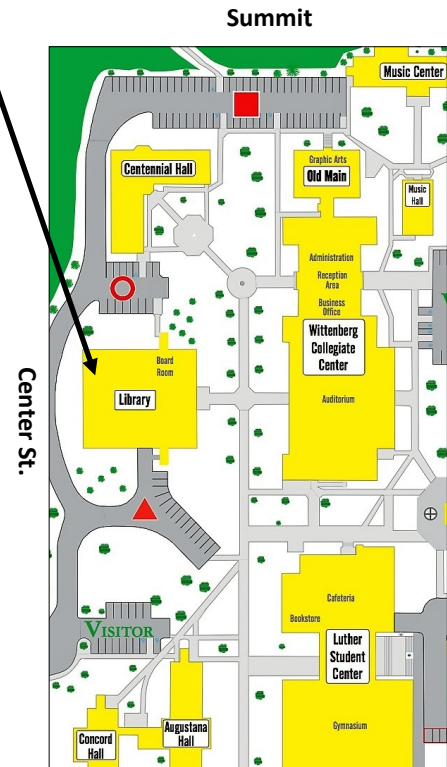 Summit
Music Center
Centennial Hall
Graphic Arts
Old Main
Music
Hall
Administration
Reception
Area
Business
Office
Wittenberg
Collegiate
Center
Board
Room
Library
Auditorium
Center St.
VISITOR
Cafeteria
Bookstore
Luther
Student
Center
Gymnasium
Concord
Hall
Augustana
Hall